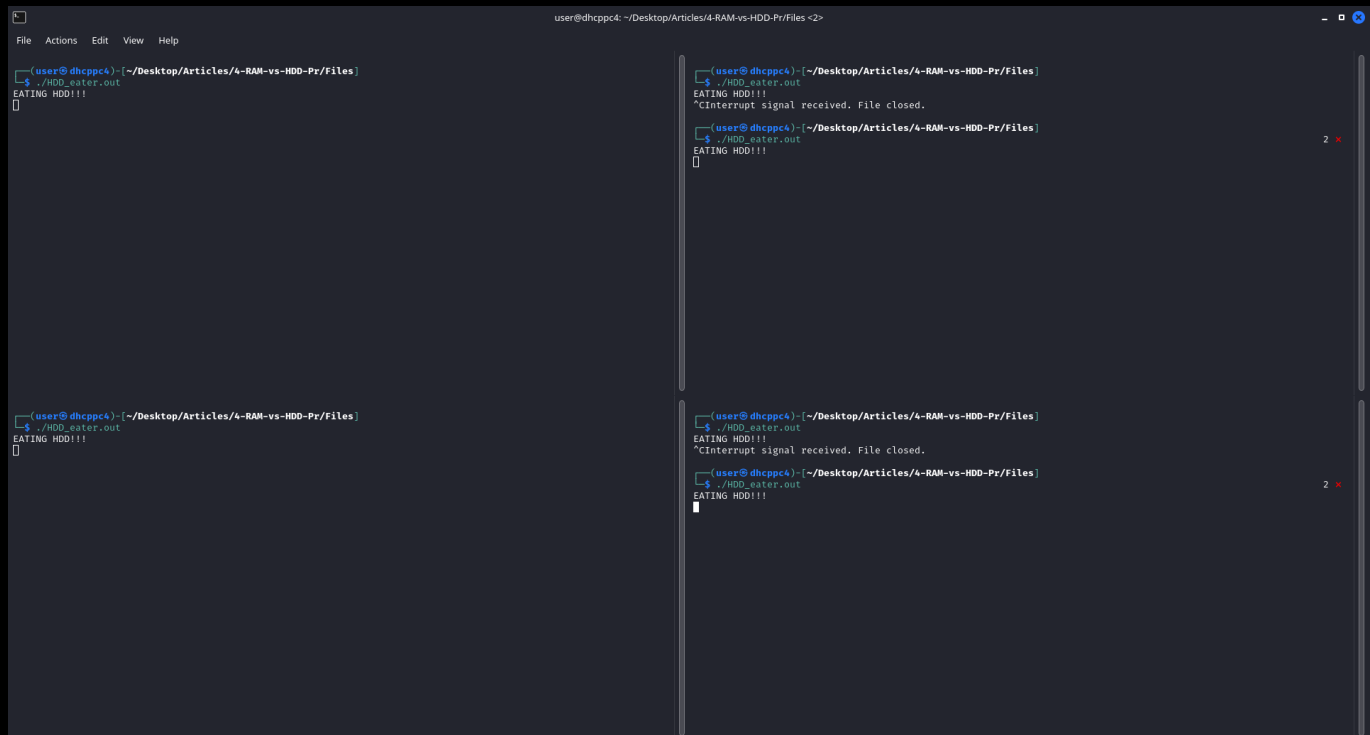 user@dhcppc4: ~/Desktop/Articles/4-RAM-vs-HDD-Pr/Files <2>
File Actions Edit View Help
┌──(user㉿dhcppc4)-[~/Desktop/Articles/4-RAM-vs-HDD-Pr/Files]
└─$ ./HDD_eater.out
EATING HDD!!!
┌──(user㉿dhcppc4)-[~/Desktop/Articles/4-RAM-vs-HDD-Pr/Files]
└─$ ./HDD_eater.out
EATING HDD!!!
^CInterrupt signal received. File closed.
┌──(user㉿dhcppc4)-[~/Desktop/Articles/4-RAM-vs-HDD-Pr/Files]
└─$ ./HDD_eater.out 2 ⨯
EATING HDD!!!
┌──(user㉿dhcppc4)-[~/Desktop/Articles/4-RAM-vs-HDD-Pr/Files]
└─$ ./HDD_eater.out
EATING HDD!!!
┌──(user㉿dhcppc4)-[~/Desktop/Articles/4-RAM-vs-HDD-Pr/Files]
└─$ ./HDD_eater.out
EATING HDD!!!
^CInterrupt signal received. File closed.
┌──(user㉿dhcppc4)-[~/Desktop/Articles/4-RAM-vs-HDD-Pr/Files]
└─$ ./HDD_eater.out 2 ⨯
EATING HDD!!!